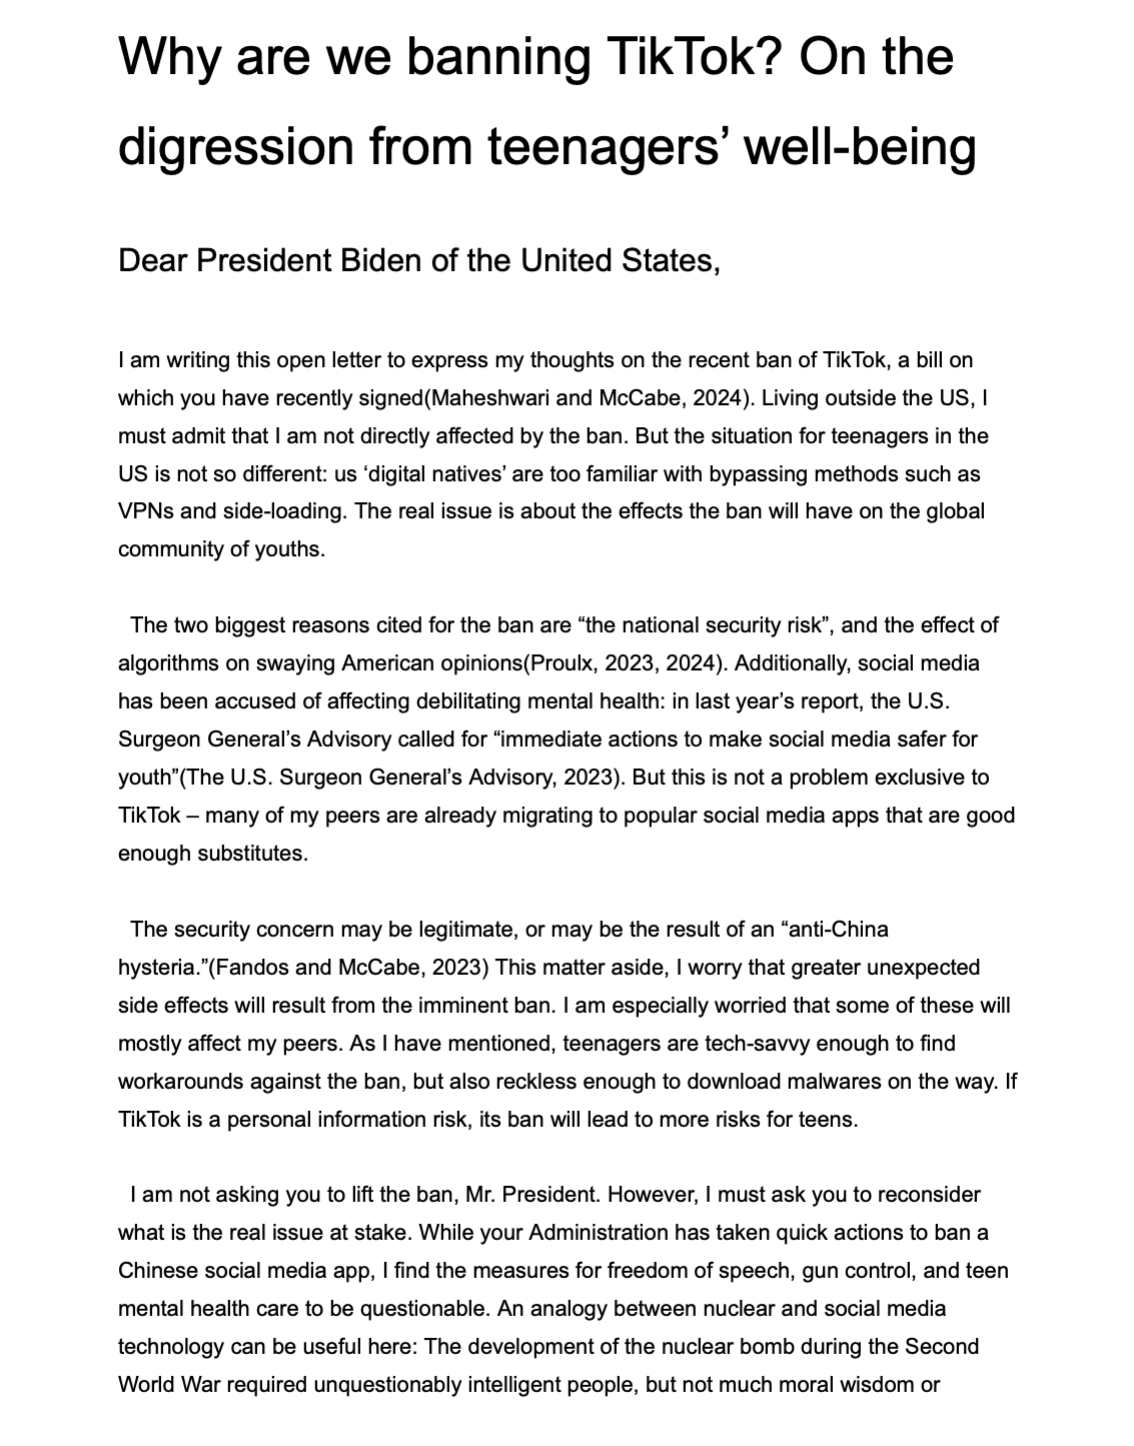 Why are we banning TikTok? On the
digression from teenagers’ well-being
Dear President Biden of the United States,
I am writing this open letter to express my thoughts on the recent ban of TikTok, a bill on
which you have recently signed(Maheshwari and McCabe, 2024). Living outside the US, I
must admit that I am not directly affected by the ban. But the situation for teenagers in the
US is not so different: us ‘digital natives’ are too familiar with bypassing methods such as
VPNs and side-loading. The real issue is about the effects the ban will have on the global
community of youths.
The two biggest reasons cited for the ban are “the national security risk”, and the effect of
algorithms on swaying American opinions(Proulx, 2023, 2024). Additionally, social media
has been accused of affecting debilitating mental health: in last year’s report, the U.S.
Surgeon General’s Advisory called for “immediate actions to make social media safer for
youth”(The U.S. Surgeon General’s Advisory, 2023). But this is not a problem exclusive to
TikTok – many of my peers are already migrating to popular social media apps that are good
enough substitutes.
The security concern may be legitimate, or may be the result of an “anti-China
hysteria.”(Fandos and McCabe, 2023) This matter aside, I worry that greater unexpected
side effects will result from the imminent ban. I am especially worried that some of these will
mostly affect my peers. As I have mentioned, teenagers are tech-savvy enough to find
workarounds against the ban, but also reckless enough to download malwares on the way. If
TikTok is a personal information risk, its ban will lead to more risks for teens.
I am not asking you to lift the ban, Mr. President. However, I must ask you to reconsider
what is the real issue at stake. While your Administration has taken quick actions to ban a
Chinese social media app, I find the measures for freedom of speech, gun control, and teen
mental health care to be questionable. An analogy between nuclear and social media
technology can be useful here: The development of the nuclear bomb during the Second
World War required unquestionably intelligent people, but not much moral wisdom or